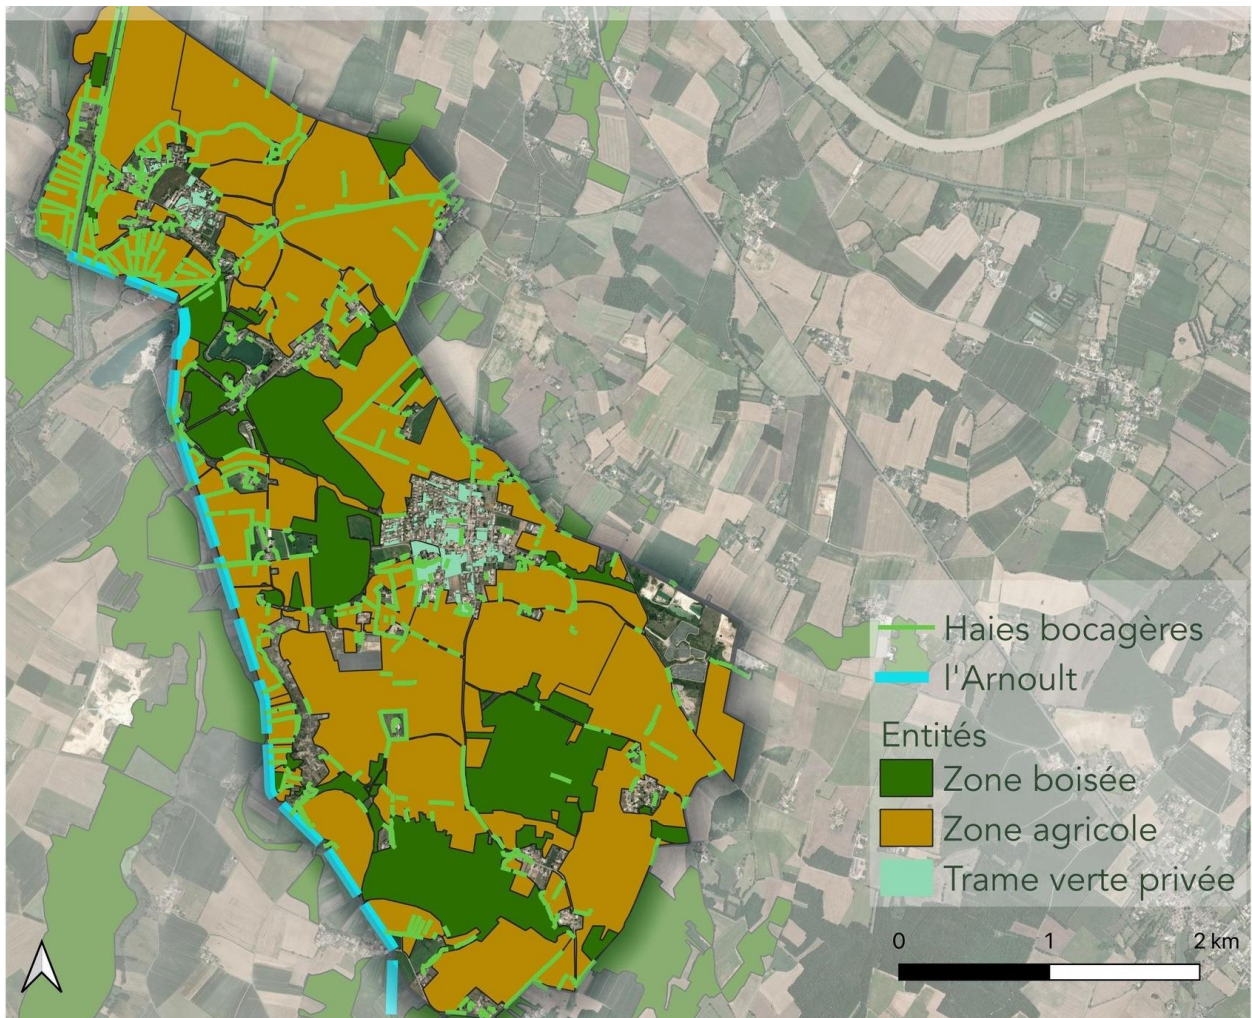 Haies bocagères
l'Arnoult
Entités
Zone boisée
Zone agricole
Trame verte privée
0 1 2 km